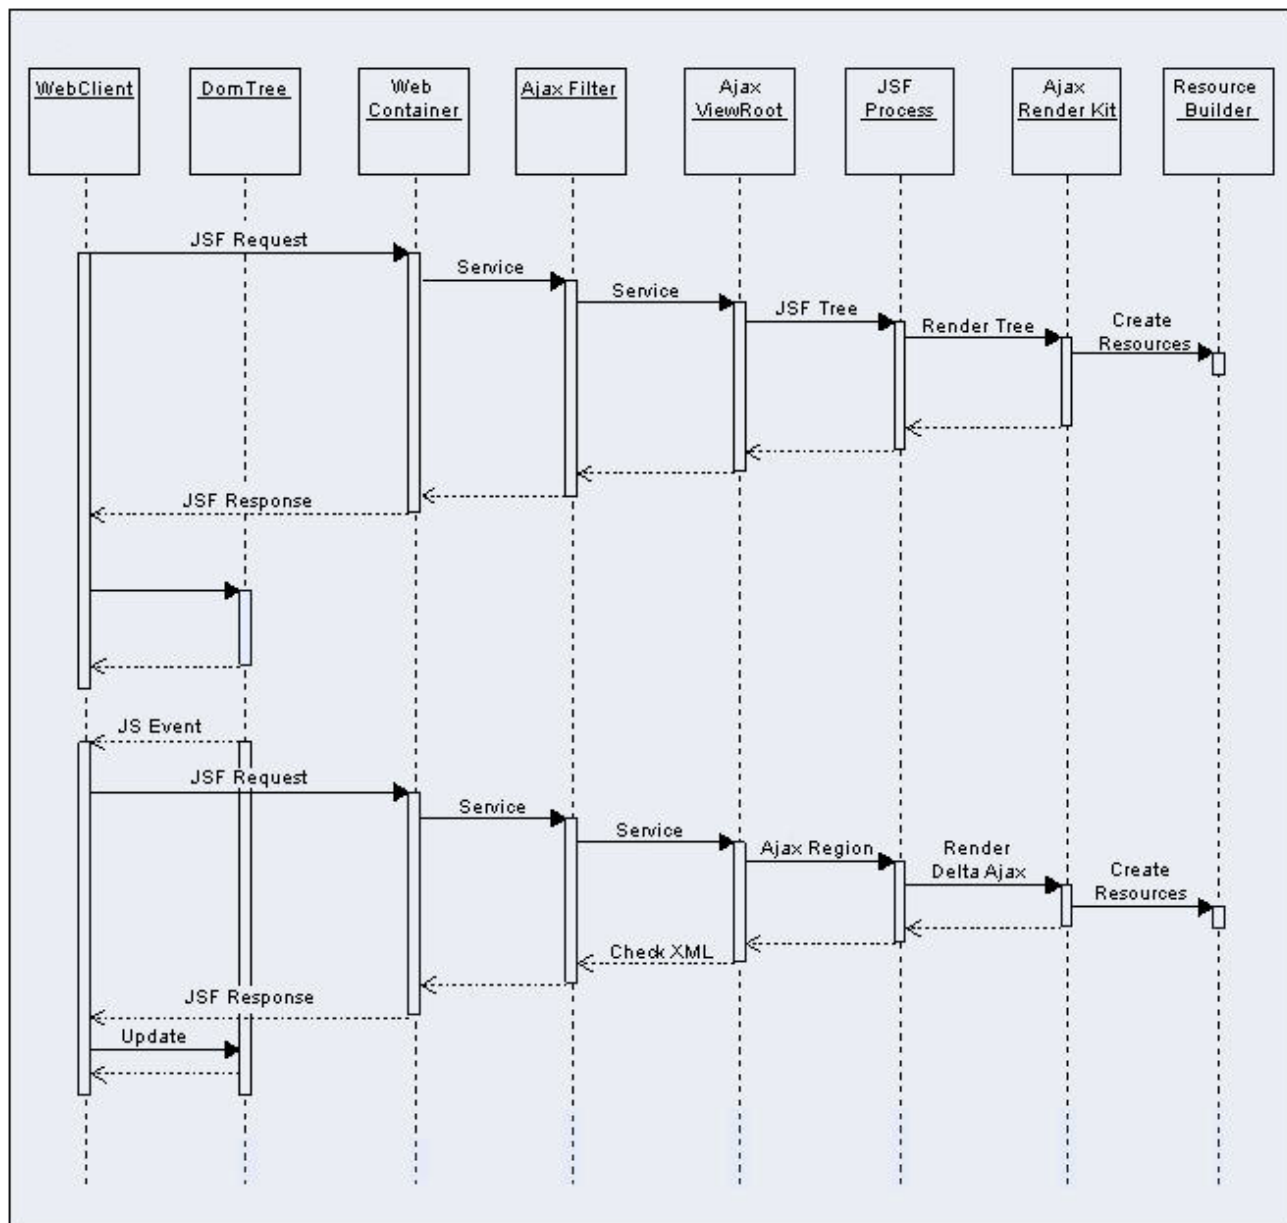 WebClient
DomTree
Web
Container
Ajax Filter
Ajax
ViewRoot
JSF
Process
Ajax
Render Kit
Resource
Builder
JSF Request
Service
Service
JSF Tree
Render Tree
Create
Resources
JSF Response
JS Event
JSF Request
Service
Service
Ajax Region
Render
Delta Ajax
Create
Resources
Check XML
JSF Response
Update